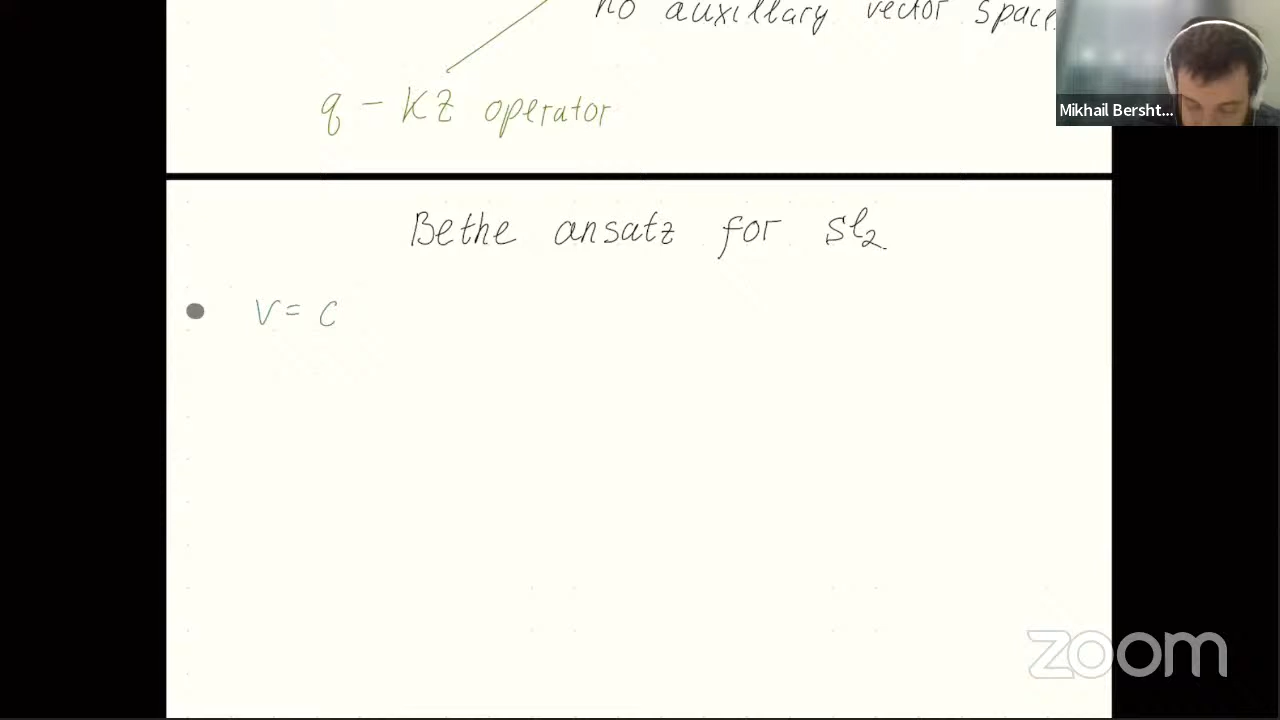 no auxillary vector space
q - KZ operator
Mikhail Bersht...
Bethe ansatz for sl₂
• V = C
zoom